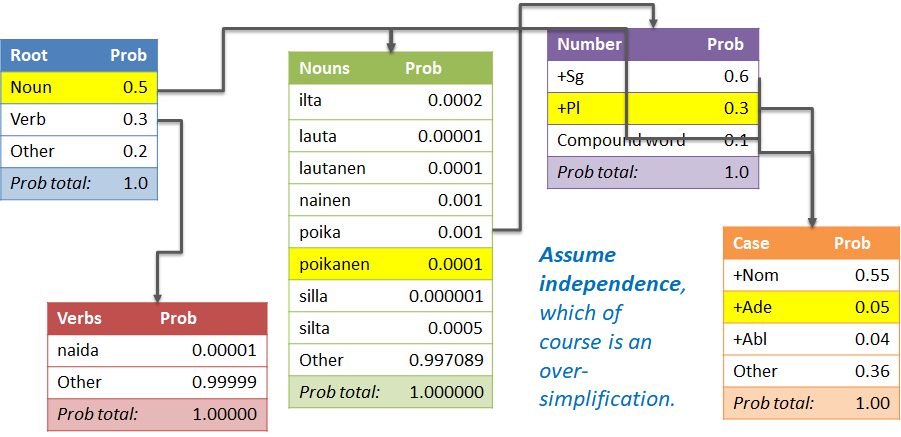 Root Prob
Noun 0.5
Verb 0.3
Other 0.2
Prob total: 1.0
Nouns Prob
ilta 0.0002
lauta 0.00001
lautanen 0.0001
nainen 0.001
poika 0.001
poikanen 0.0001
silla 0.000001
silta 0.0005
Other 0.997089
Prob total: 1.000000
Number Prob
+Sg 0.6
+Pl 0.3
Compound word 0.1
Prob total: 1.0
Verbs Prob
naida 0.00001
Other 0.99999
Prob total: 1.00000
Assume
independence,
which of
course is an
over-
simplification.
Case Prob
+Nom 0.55
+Ade 0.05
+Abl 0.04
Other 0.36
Prob total: 1.00